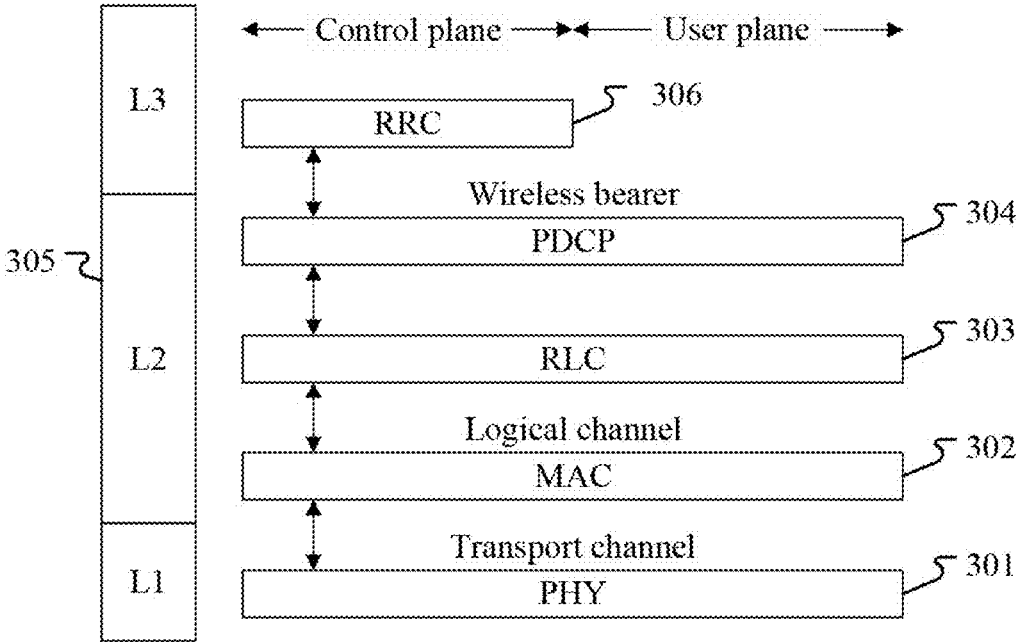 Control plane User plane
L3
RRC 306
Wireless bearer
PDCP 304
305
L2
RLC 303
Logical channel
MAC 302
Transport channel
L1
PHY 301